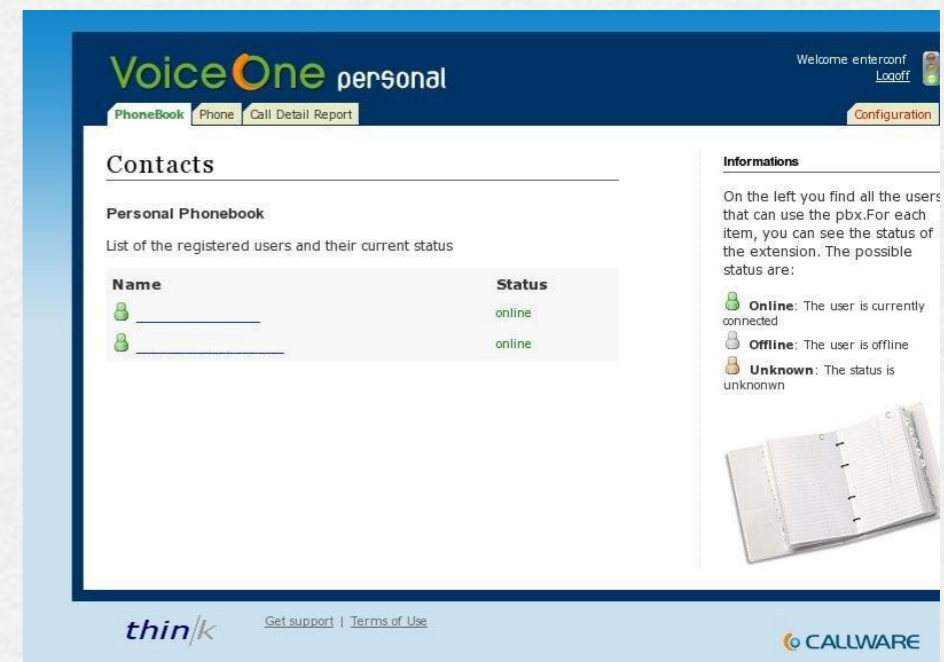 VoiceOne personal
Welcome enterconf
Logoff
PhoneBook Phone Call Detail Report
Configuration
Contacts
Personal Phonebook
List of the registered users and their current status
Name Status
online
online
Informations
On the left you find all the users
that can use the pbx.For each
item, you can see the status of
the extension. The possible
status are:
Online: The user is currently
connected
Offline: The user is offline
Unknown: The status is
unknonwn
thin/k
Get support | Terms of Use
CALLWARE